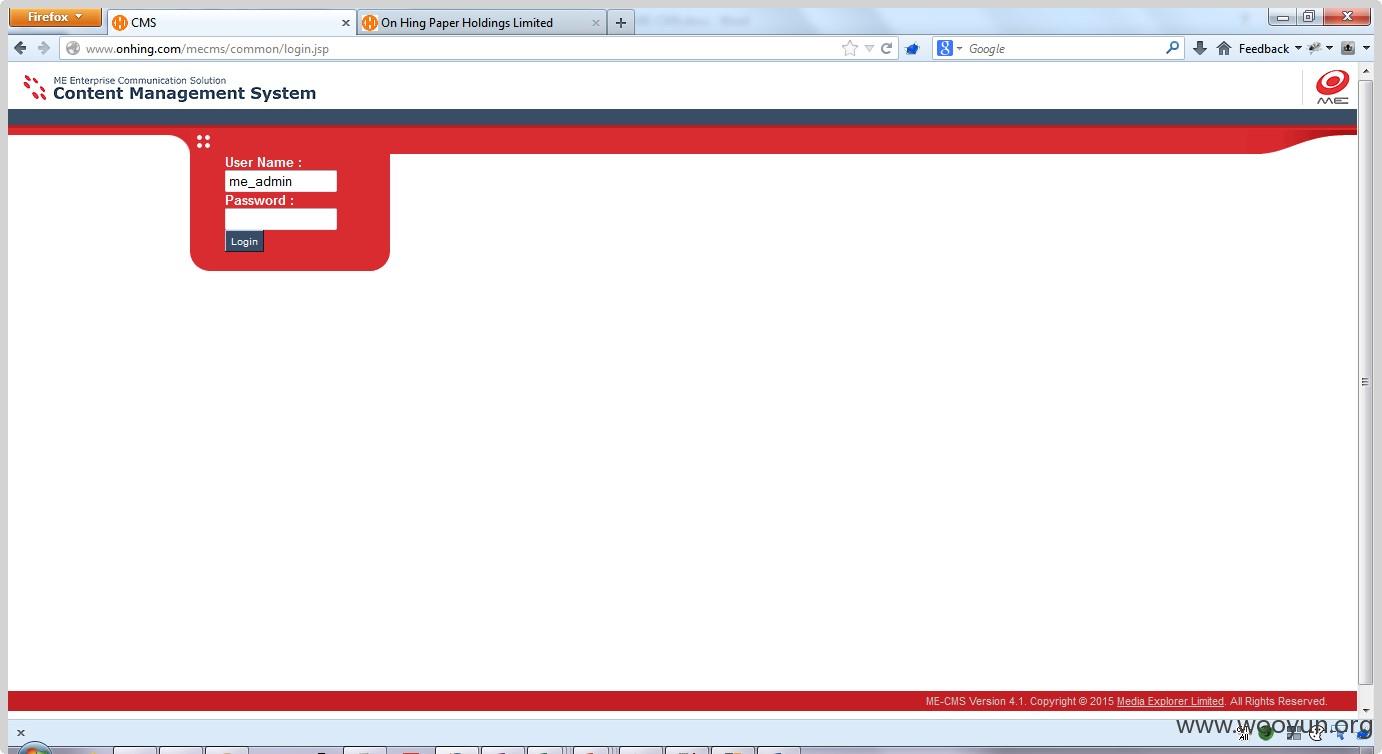 Firefox
CMS
On Hing Paper Holdings Limited
www.onhing.com/mecms/common/login.jsp
Google
Feedback
ME Enterprise Communication Solution
Content Management System
ME
User Name :
me_admin
Password :
Login
ME-CMS Version 4.1. Copyright © 2015 Media Explorer Limited. All Rights Reserved.
www.wooyun.org